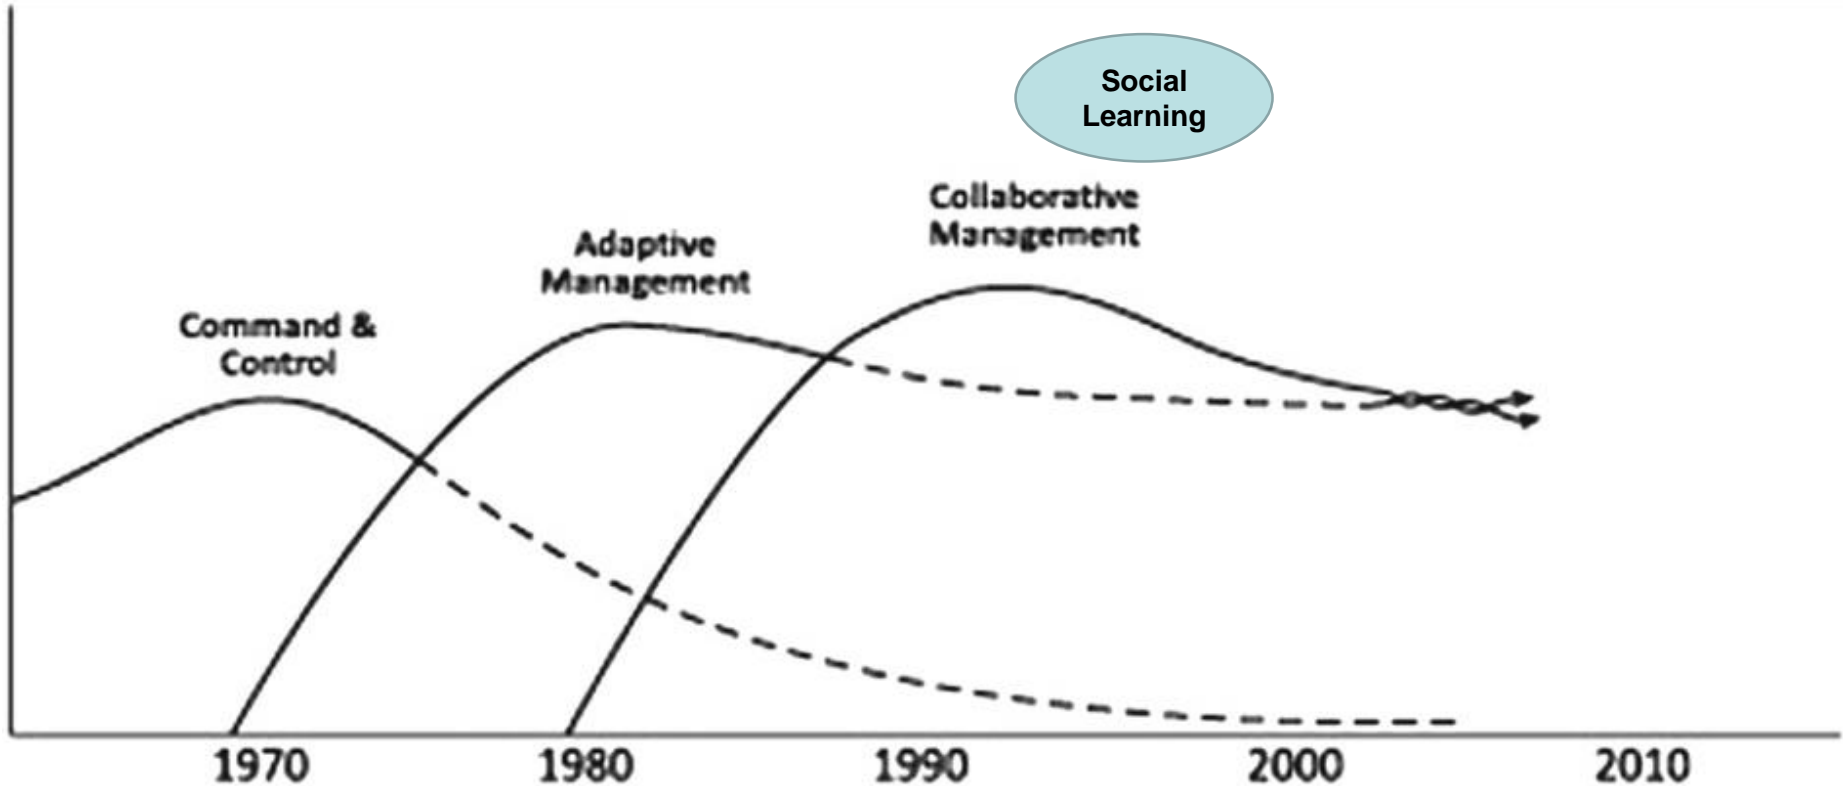 Social
Learning
Collaborative
Management
Adaptive
Management
Command &
Control
1970
1980
1990
2000
2010